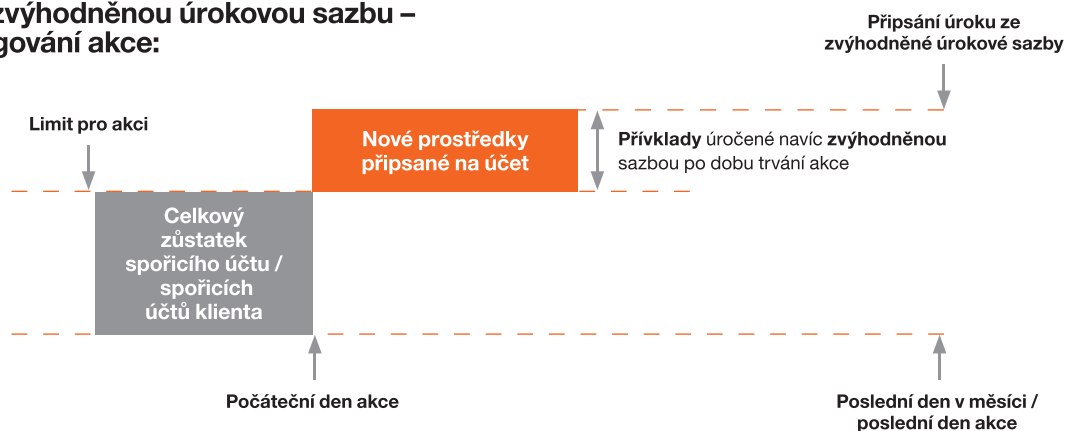 zvýhodněnou úrokovou sazbu –
gování akce:
Připsání úroku ze
zvýhodněné úrokové sazby
Limit pro akci
Nové prostředky
připsané na účet
Přívklady úročené navíc zvýhodněnou
sazbou po dobu trvání akce
Celkový
zůstatek
spořicího účtu /
spořicích
účtů klienta
Počáteční den akce
Poslední den v měsíci /
poslední den akce